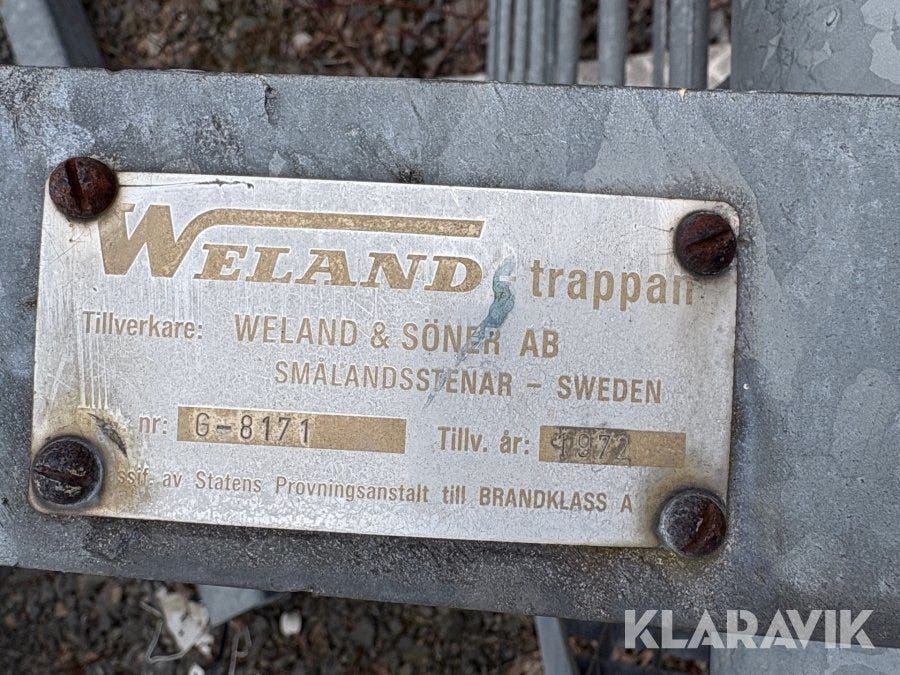 WELAND trappan
Tillverkare: WELAND & SÖNER AB
SMÅLANDSSTENAR - SWEDEN
nr: G-8171 Tillv. år: 1972
av Statens Provningsanstalt till BRANDKLASS A
KLARAVIK